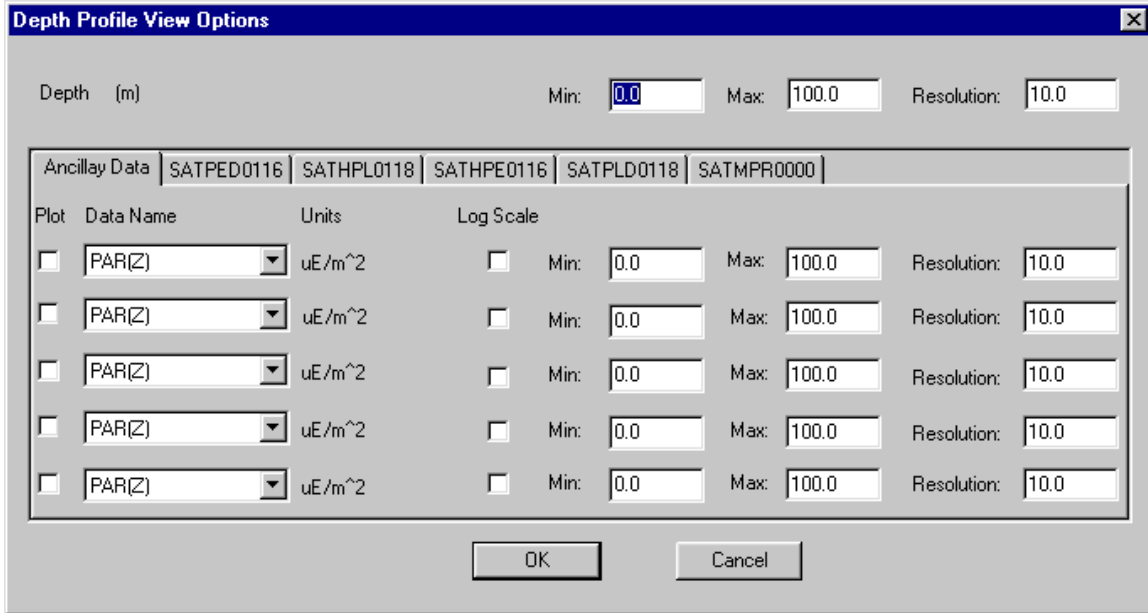 Depth Profile View Options
Depth (m) Min: 0.0 Max: 100.0 Resolution: 10.0
Ancillay Data SATPED0116 SATHPL0118 SATHPE0116 SATPLD0118 SATMPR0000
Plot Data Name Units Log Scale
PAR(Z) uE/m^2 Min: 0.0 Max: 100.0 Resolution: 10.0
PAR(Z) uE/m^2 Min: 0.0 Max: 100.0 Resolution: 10.0
PAR(Z) uE/m^2 Min: 0.0 Max: 100.0 Resolution: 10.0
PAR(Z) uE/m^2 Min: 0.0 Max: 100.0 Resolution: 10.0
PAR(Z) uE/m^2 Min: 0.0 Max: 100.0 Resolution: 10.0
OK Cancel